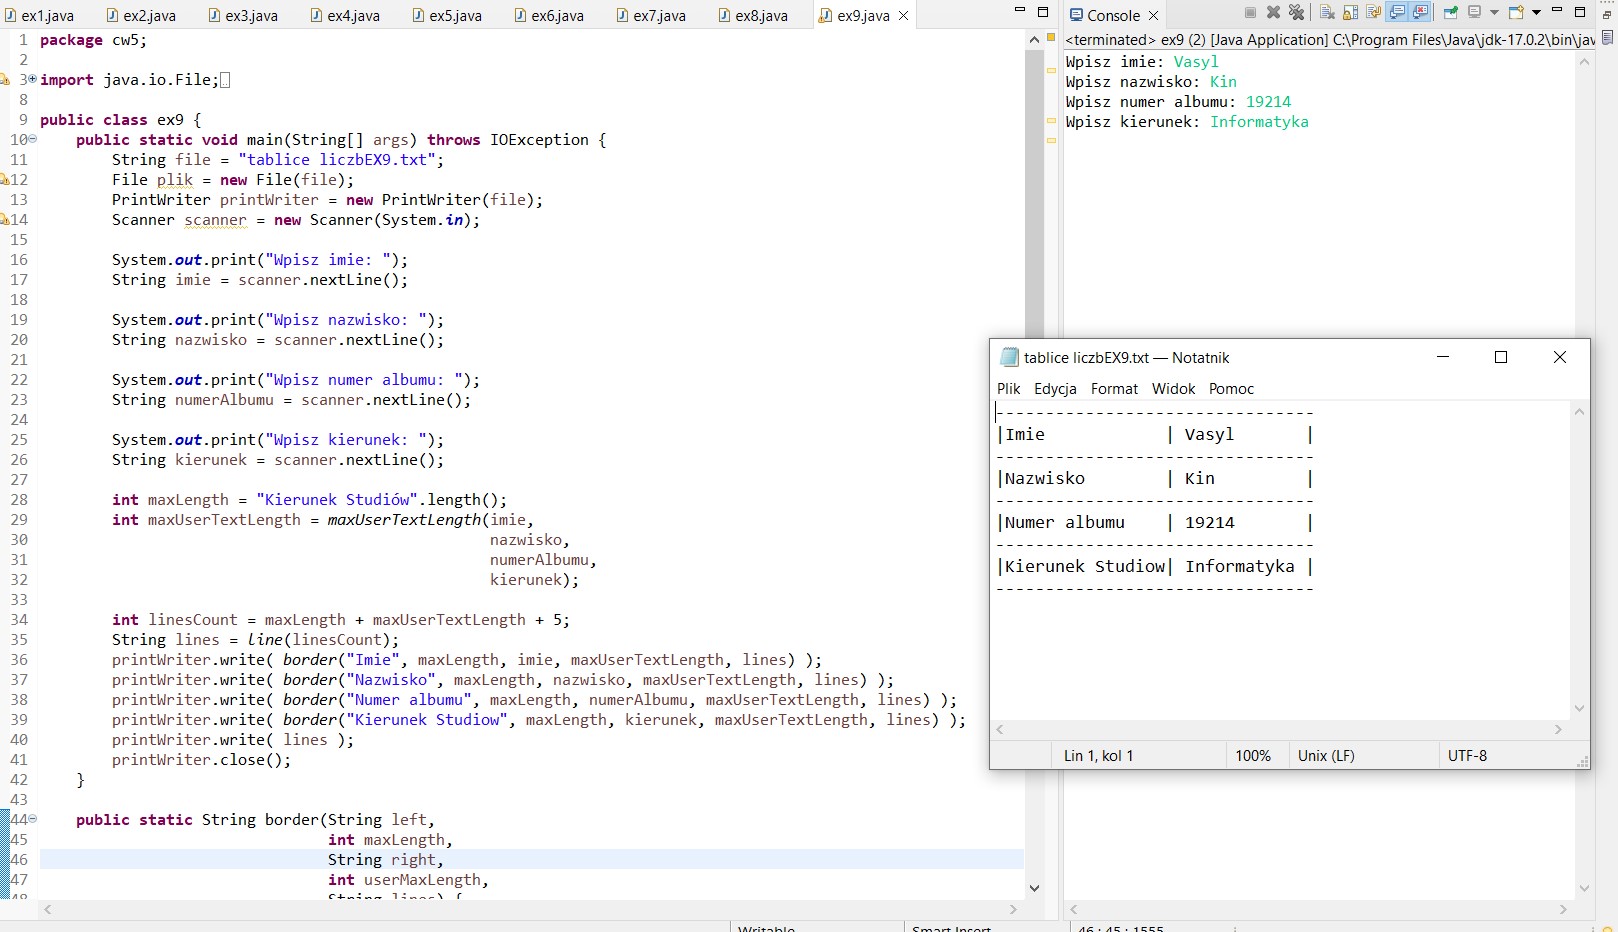 ex1.java ex2.java ex3.java ex4.java ex5.java ex6.java ex7.java ex8.java ex9.java
1 package cw5;
2
3 import java.io.File;
8
9 public class ex9 {
10 public static void main(String[] args) throws IOException {
11 String file = "tablice liczbEX9.txt";
12 File plik = new File(file);
13 PrintWriter printWriter = new PrintWriter(file);
14 Scanner scanner = new Scanner(System.in);
15
16 System.out.print("Wpisz imie: ");
17 String imie = scanner.nextLine();
18
19 System.out.print("Wpisz nazwisko: ");
20 String nazwisko = scanner.nextLine();
21
22 System.out.print("Wpisz numer albumu: ");
23 String numerAlbumu = scanner.nextLine();
24
25 System.out.print("Wpisz kierunek: ");
26 String kierunek = scanner.nextLine();
27
28 int maxLength = "Kierunek Studiów".length();
29 int maxUserTextLength = maxUserTextLength(imie,
30 nazwisko,
31 numerAlbumu,
32 kierunek);
33
34 int linesCount = maxLength + maxUserTextLength + 5;
35 String lines = line(linesCount);
36 printWriter.write( border("Imie", maxLength, imie, maxUserTextLength, lines) );
37 printWriter.write( border("Nazwisko", maxLength, nazwisko, maxUserTextLength, lines) );
38 printWriter.write( border("Numer albumu", maxLength, numerAlbumu, maxUserTextLength, lines) );
39 printWriter.write( border("Kierunek Studiow", maxLength, kierunek, maxUserTextLength, lines) );
40 printWriter.write( lines );
41 printWriter.close();
42 }
43
44 public static String border(String left,
45 int maxLength,
46 String right,
47 int userMaxLength,
48 String lines) {
Writable Smart Insert 46 : 45 : 1555
Console
<terminated> ex9 (2) [Java Application] C:\Program Files\Java\jdk-17.0.2\bin\jav
Wpisz imie: Vasyl
Wpisz nazwisko: Kin
Wpisz numer albumu: 19214
Wpisz kierunek: Informatyka
tablice liczbEX9.txt — Notatnik
Plik Edycja Format Widok Pomoc
--------------------------------
|Imie            | Vasyl       |
--------------------------------
|Nazwisko        | Kin         |
--------------------------------
|Numer albumu    | 19214       |
--------------------------------
|Kierunek Studiow| Informatyka |
--------------------------------
Lin 1, kol 1 100% Unix (LF) UTF-8